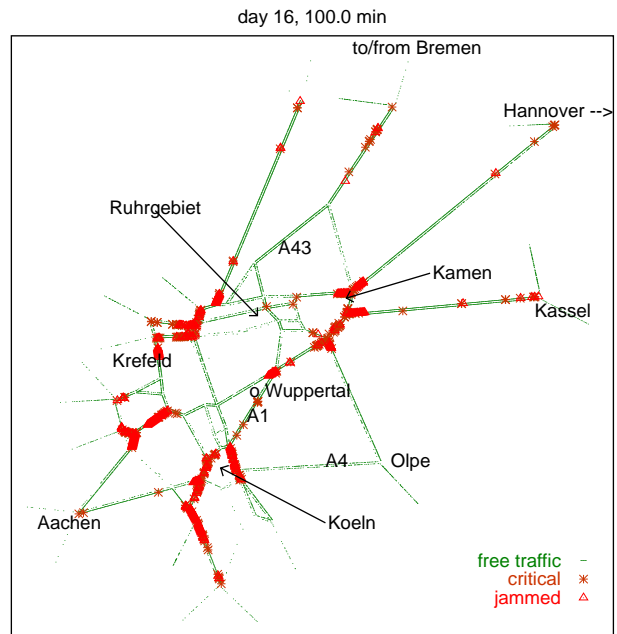 day 16, 100.0 min
to/from Bremen
Hannover -->
Ruhrgebiet
A43
Kamen
Kassel
Krefeld
o Wuppertal
A1
A4
Olpe
Aachen
Koeln
free traffic
critical
jammed